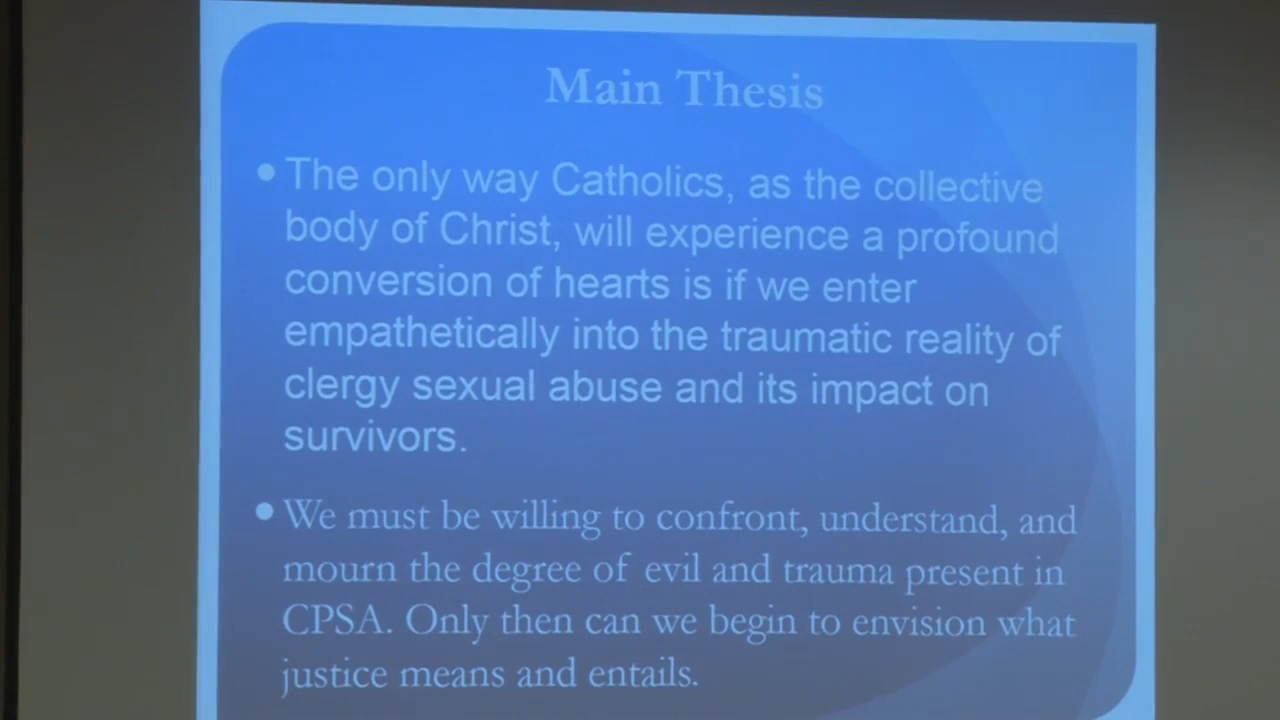 Main Thesis
• The only way Catholics, as the collective
body of Christ, will experience a profound
conversion of hearts is if we enter
empathetically into the traumatic reality of
clergy sexual abuse and its impact on
survivors.
• We must be willing to confront, understand, and
mourn the degree of evil and trauma present in
CPSA. Only then can we begin to envision what
justice means and entails.